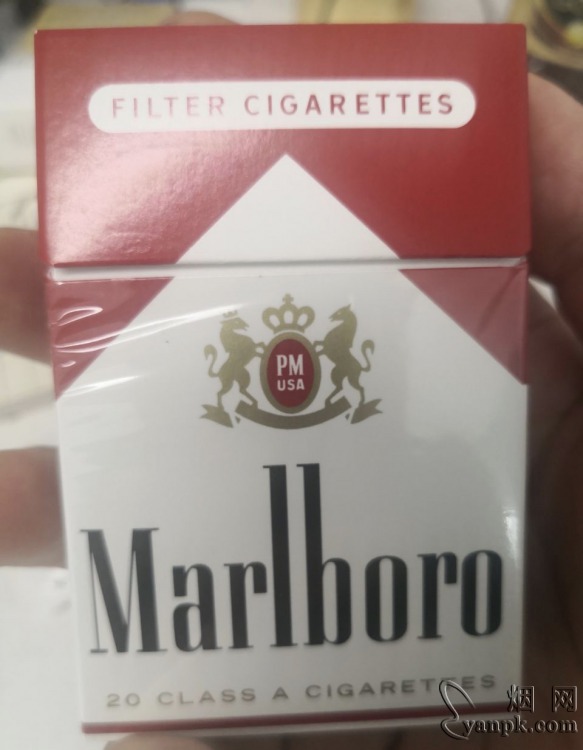 FILTER CIGARETTES
PM
USA
Marlboro
20 CLASS A CIGARETTES
烟网
yanpk.com